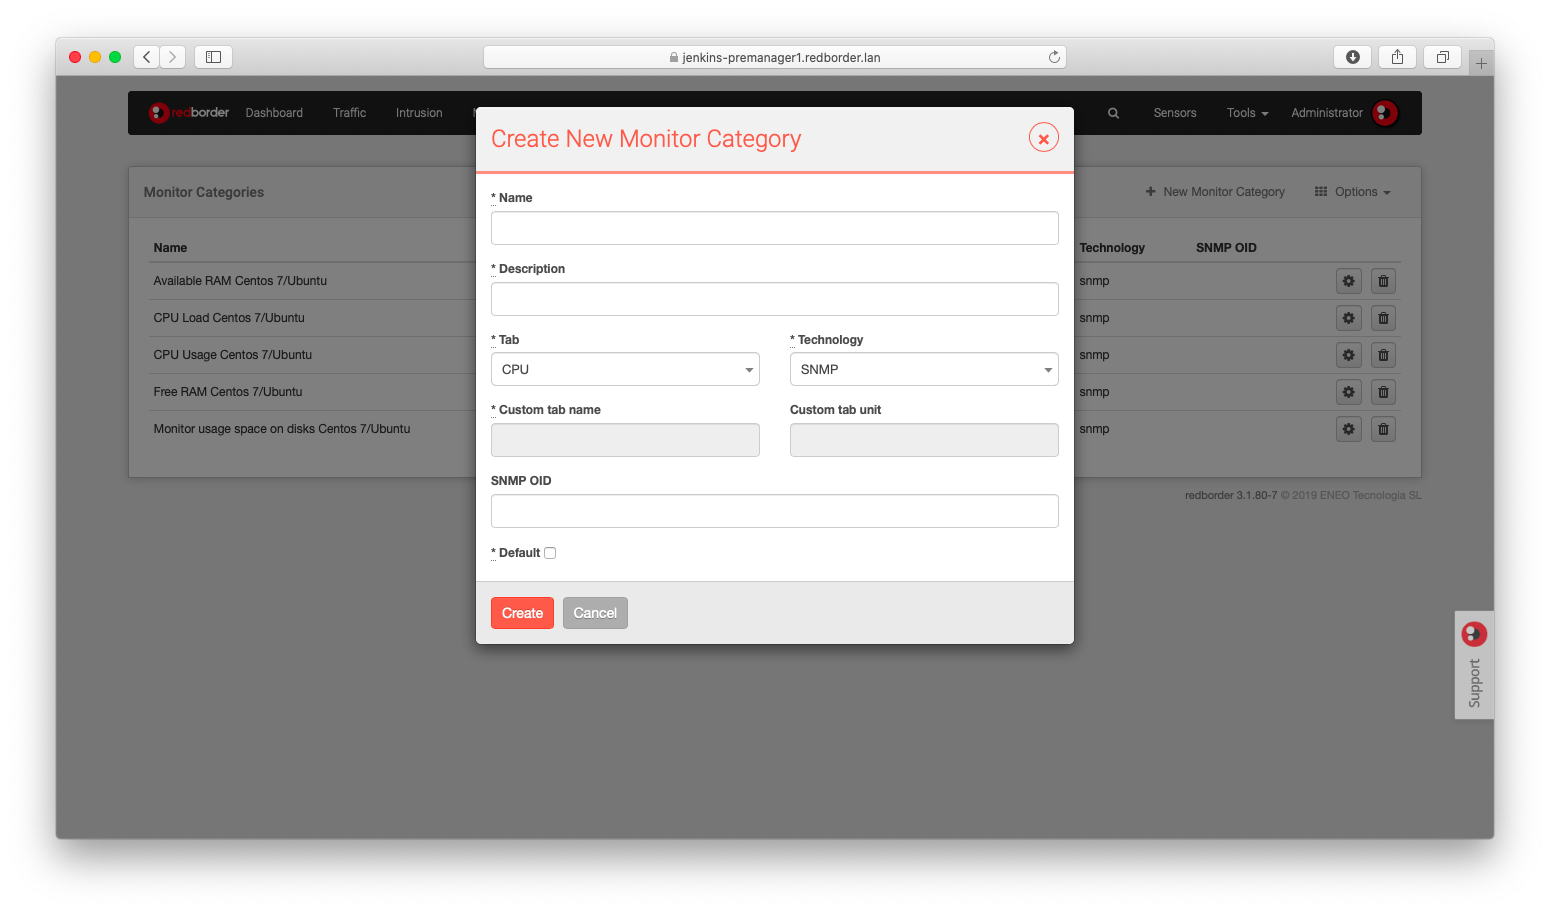 jenkins-premanager1.redborder.lan
redborder Dashboard Traffic Intrusion Sensors Tools Administrator
Create New Monitor Category
Monitor Categories
New Monitor Category Options
* Name
Name Technology SNMP OID
* Description
Available RAM Centos 7/Ubuntu snmp
CPU Load Centos 7/Ubuntu snmp
* Tab * Technology
CPU Usage Centos 7/Ubuntu snmp
CPU SNMP
Free RAM Centos 7/Ubuntu snmp
* Custom tab name Custom tab unit
Monitor usage space on disks Centos 7/Ubuntu snmp
SNMP OID
redborder 3.1.80-7 © 2019 ENEO Tecnologia SL
* Default
Create Cancel
Support